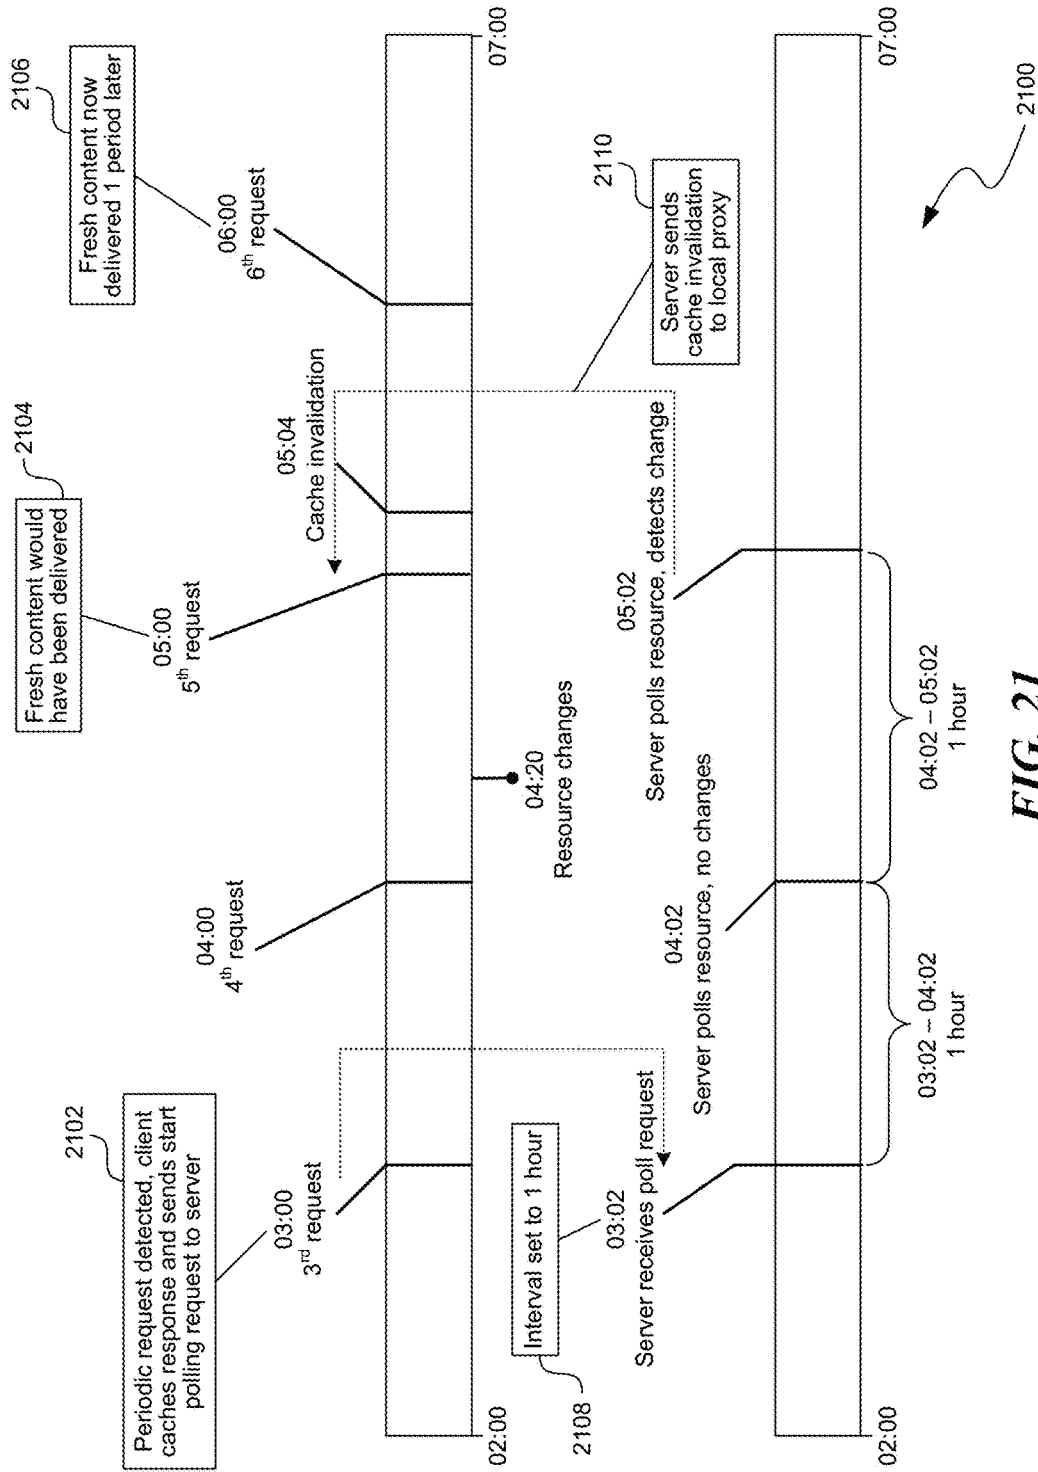 2102
Periodic request detected, client
caches response and sends start
polling request to server
2104
Fresh content would
have been delivered
2106
Fresh content now
delivered 1 period later
03:00
3rd request
04:00
4th request
05:00
5th request
05:04
Cache invalidation
06:00
6th request
02:00
07:00
04:20
Resource changes
2108
Interval set to 1 hour
2110
Server sends
cache invalidation
to local proxy
03:02
Server receives poll request
04:02
Server polls resource, no changes
05:02
Server polls resource, detects change
02:00
07:00
03:02 – 04:02
1 hour
04:02 – 05:02
1 hour
2100
FIG. 21